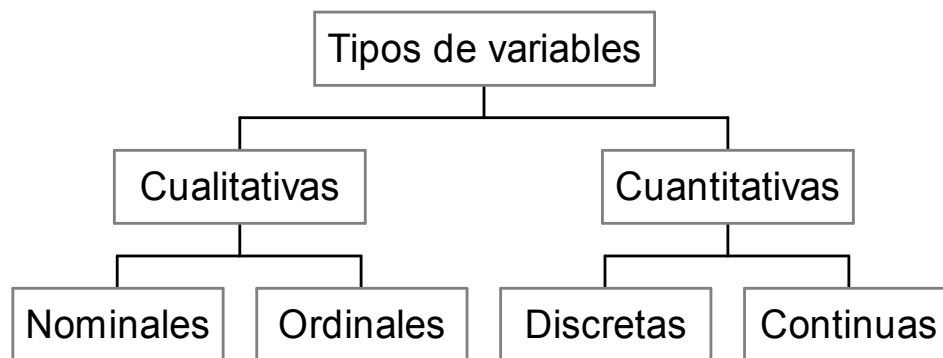 Tipos de variables
Cualitativas
Cuantitativas
Nominales
Ordinales
Discretas
Continuas